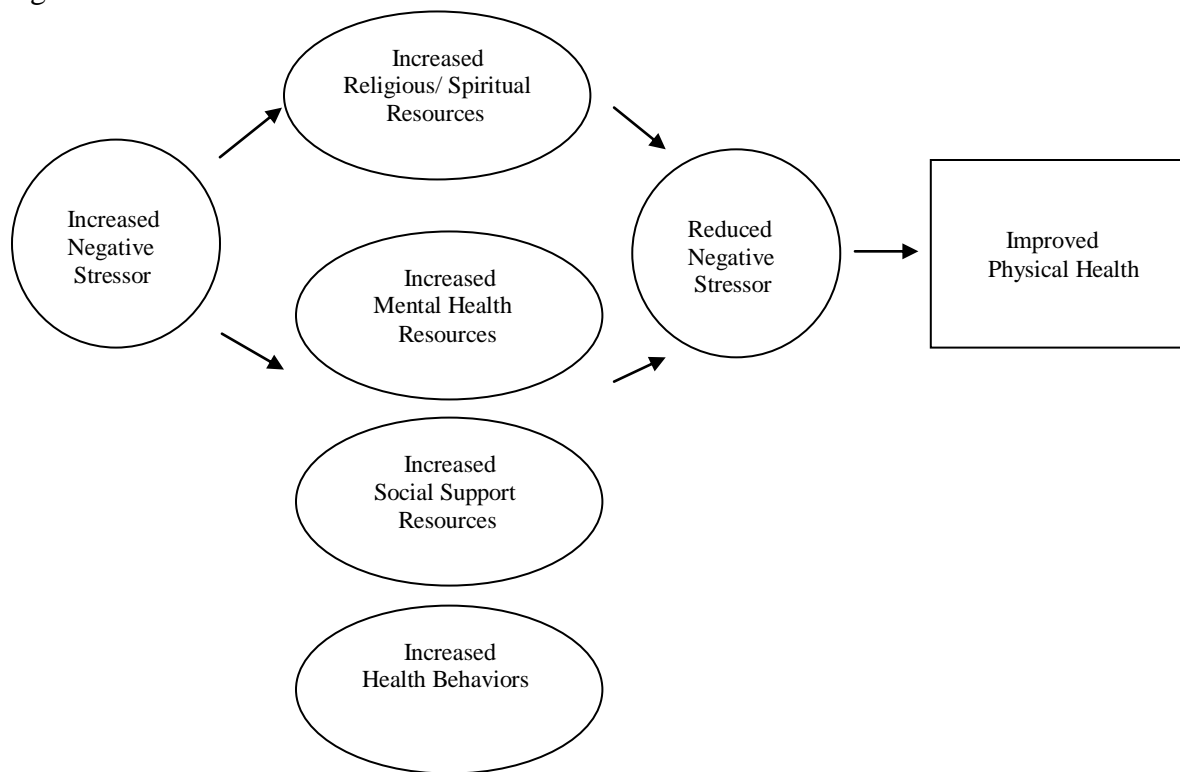 Increased
Religious/ Spiritual
Resources
Increased
Negative
Stressor
Reduced
Negative
Stressor
Improved
Physical Health
Increased
Mental Health
Resources
Increased
Social Support
Resources
Increased
Health Behaviors